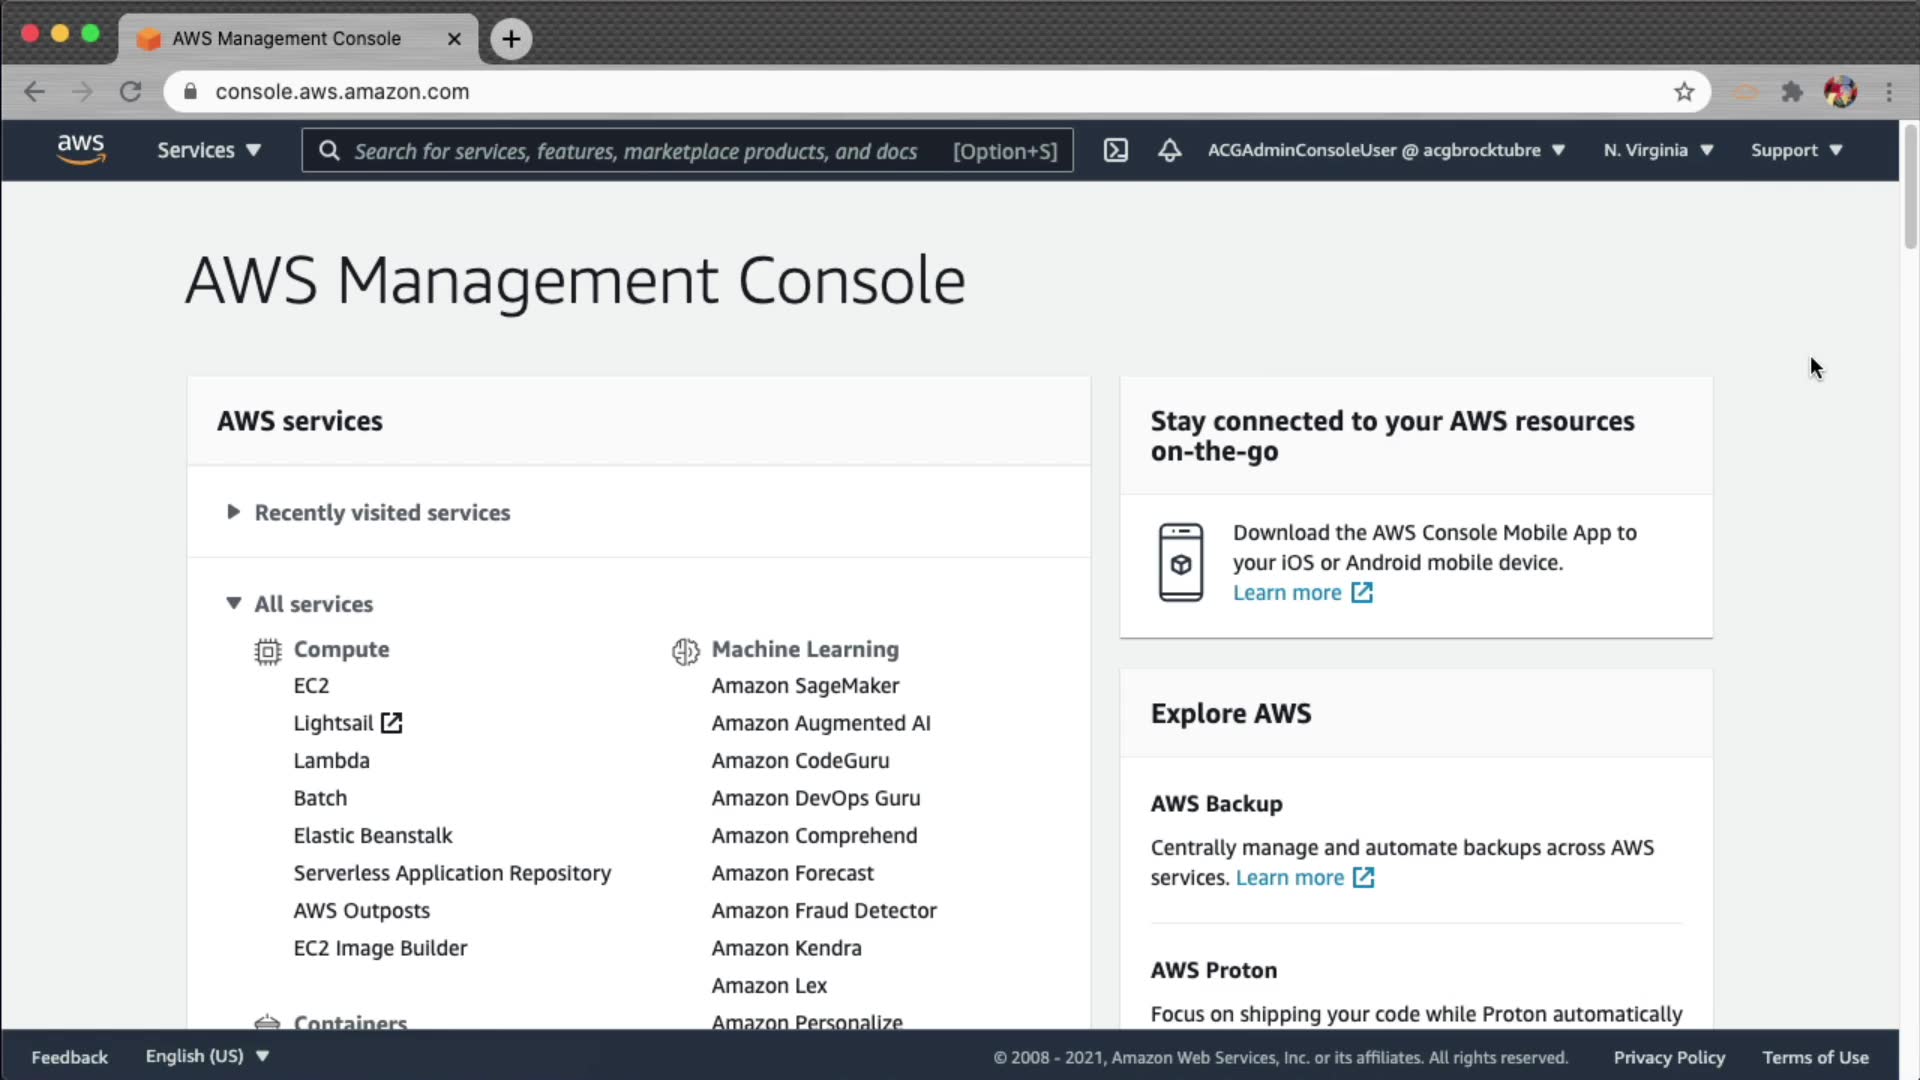 AWS Management Console
console.aws.amazon.com
aws
Services
Search for services, features, marketplace products, and docs [Option+S]
ACGAdminConsoleUser @ acgbrocktubre
N. Virginia
Support
AWS Management Console
AWS services
Recently visited services
All services
Compute
EC2
Lightsail
Lambda
Batch
Elastic Beanstalk
Serverless Application Repository
AWS Outposts
EC2 Image Builder
Containers
Machine Learning
Amazon SageMaker
Amazon Augmented AI
Amazon CodeGuru
Amazon DevOps Guru
Amazon Comprehend
Amazon Forecast
Amazon Fraud Detector
Amazon Kendra
Amazon Lex
Amazon Personalize
Stay connected to your AWS resources
on-the-go
Download the AWS Console Mobile App to
your iOS or Android mobile device.
Learn more
Explore AWS
AWS Backup
Centrally manage and automate backups across AWS
services. Learn more
AWS Proton
Focus on shipping your code while Proton automatically
Feedback
English (US)
© 2008 - 2021, Amazon Web Services, Inc. or its affiliates. All rights reserved.
Privacy Policy
Terms of Use